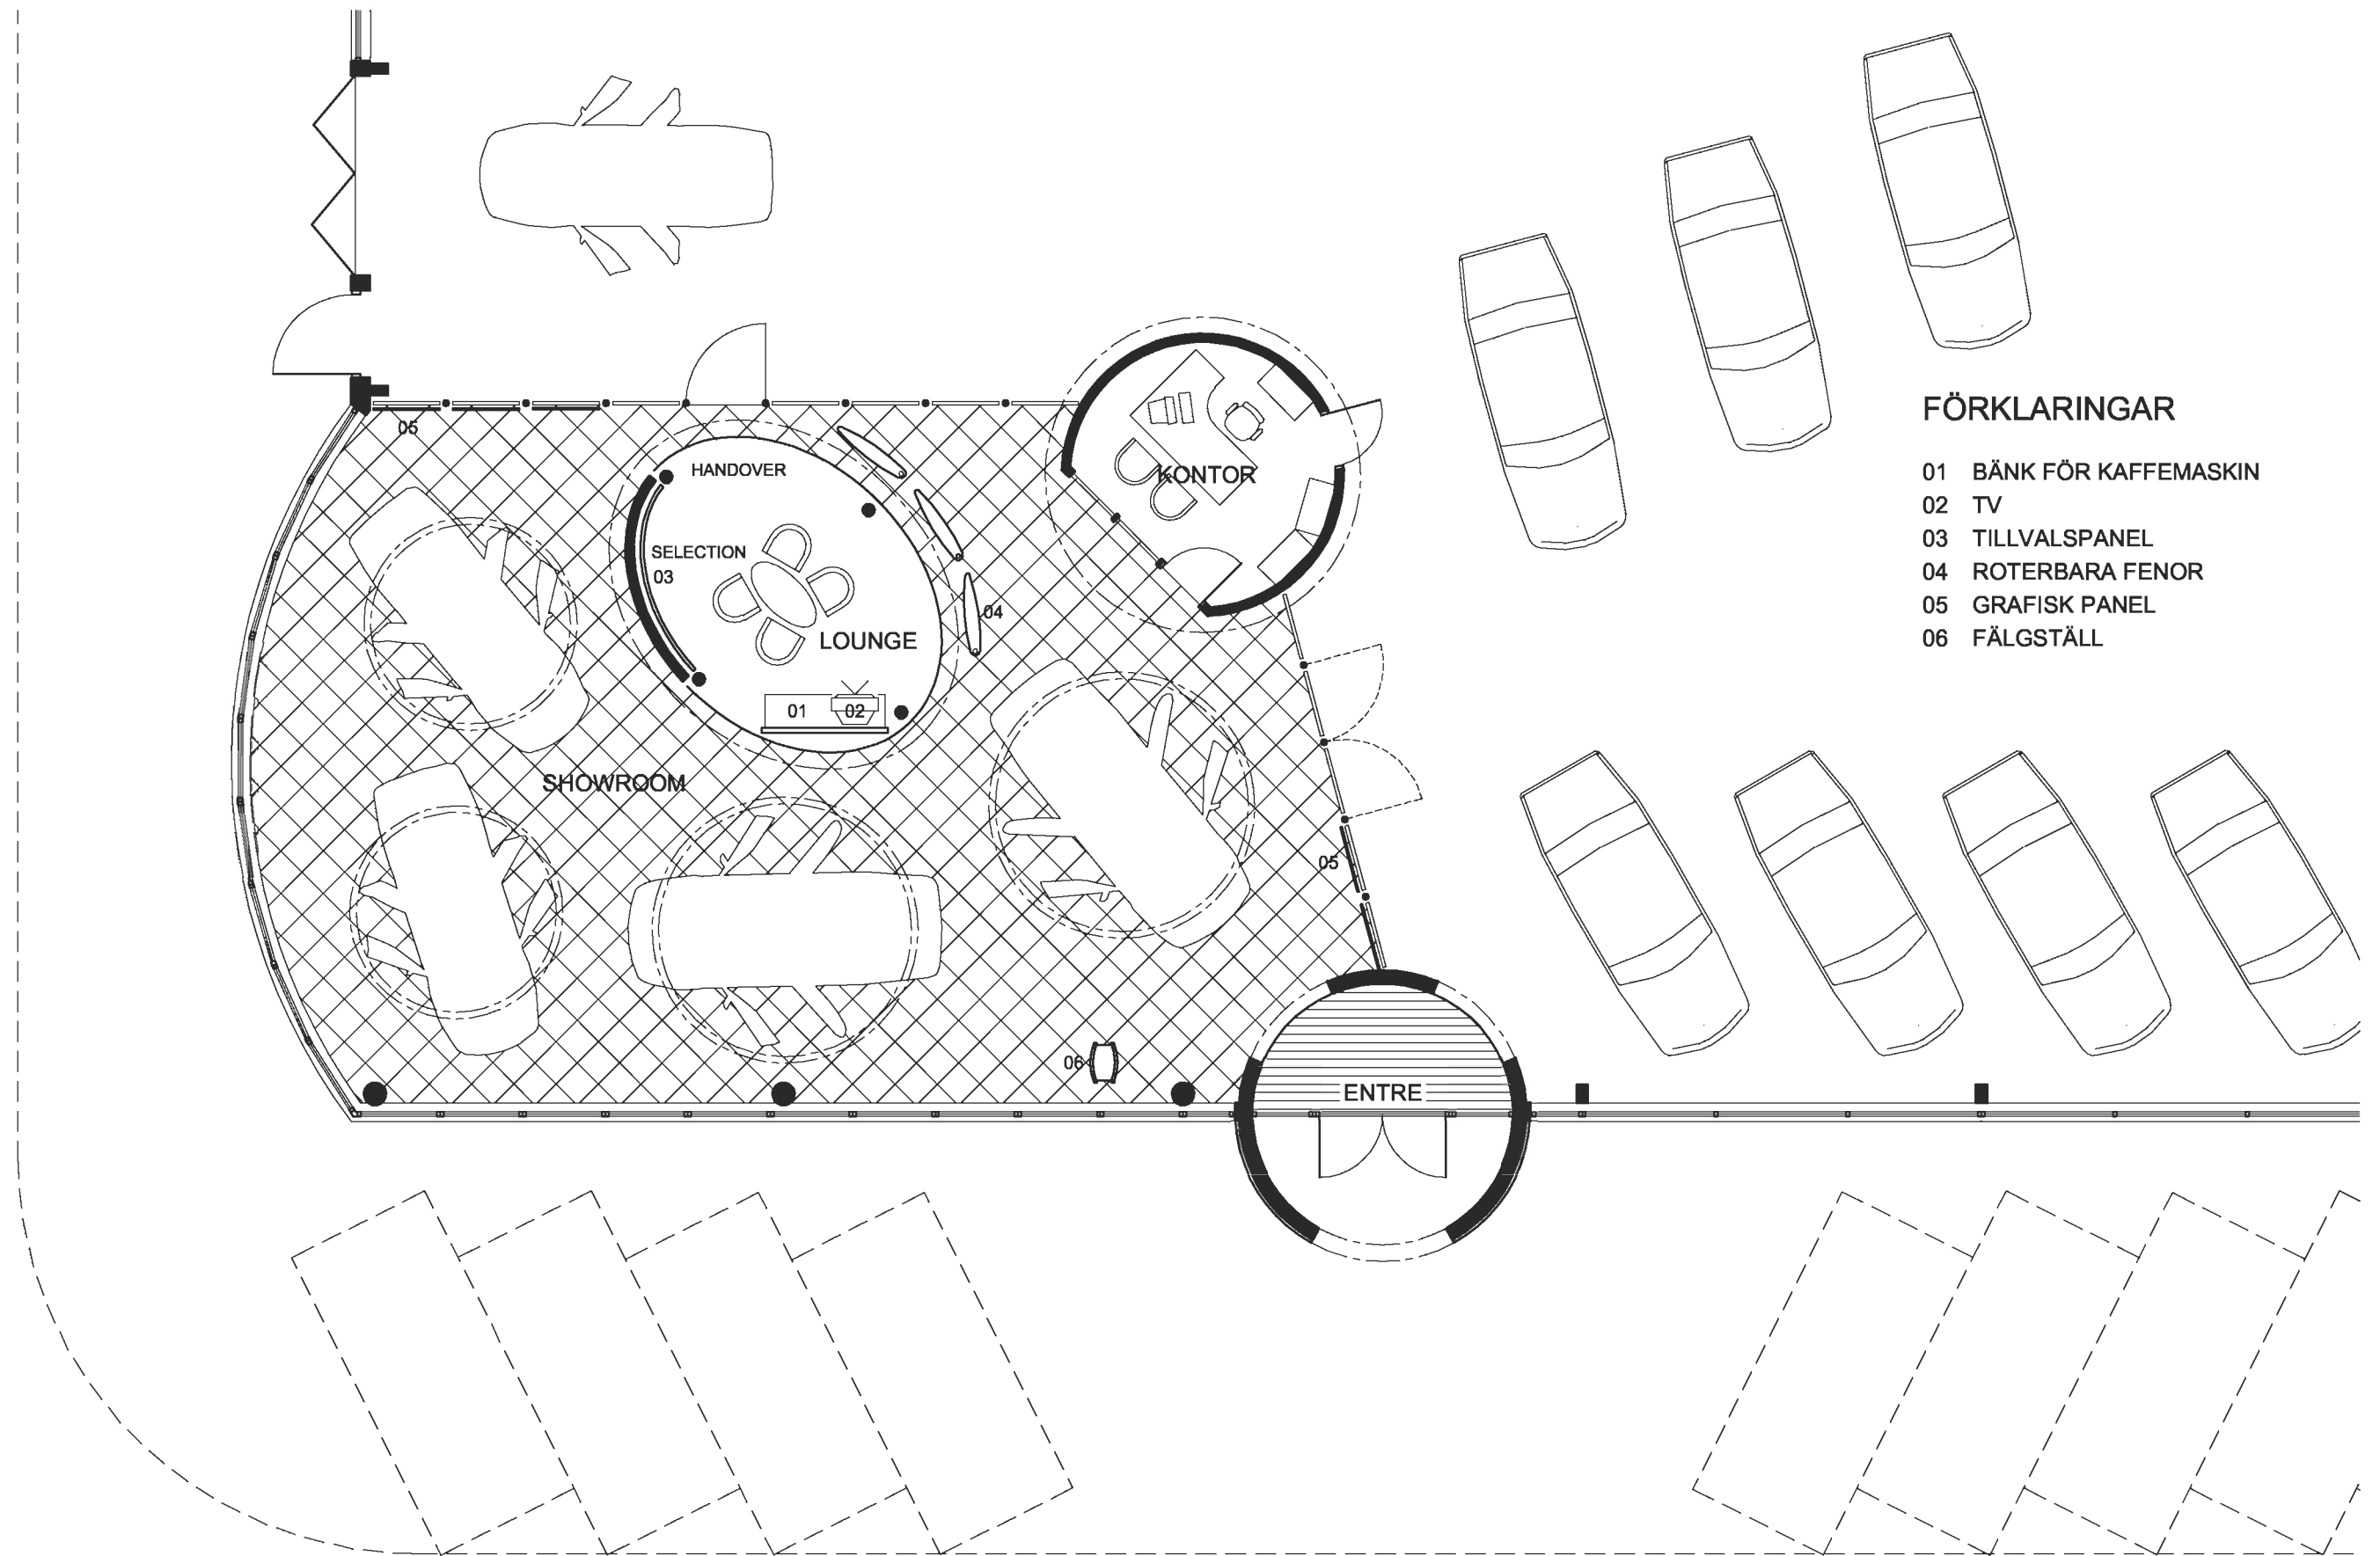 FÖRKLARINGAR
01 BÄNK FÖR KAFFEMASKIN
02 TV
03 TILLVALSPANEL
04 ROTERBARA FENOR
05 GRAFISK PANEL
06 FÄLGSTÄLL
05
HANDOVER
KONTOR
SELECTION
03
04
LOUNGE
01 02
SHOWROOM
05
06
ENTRE